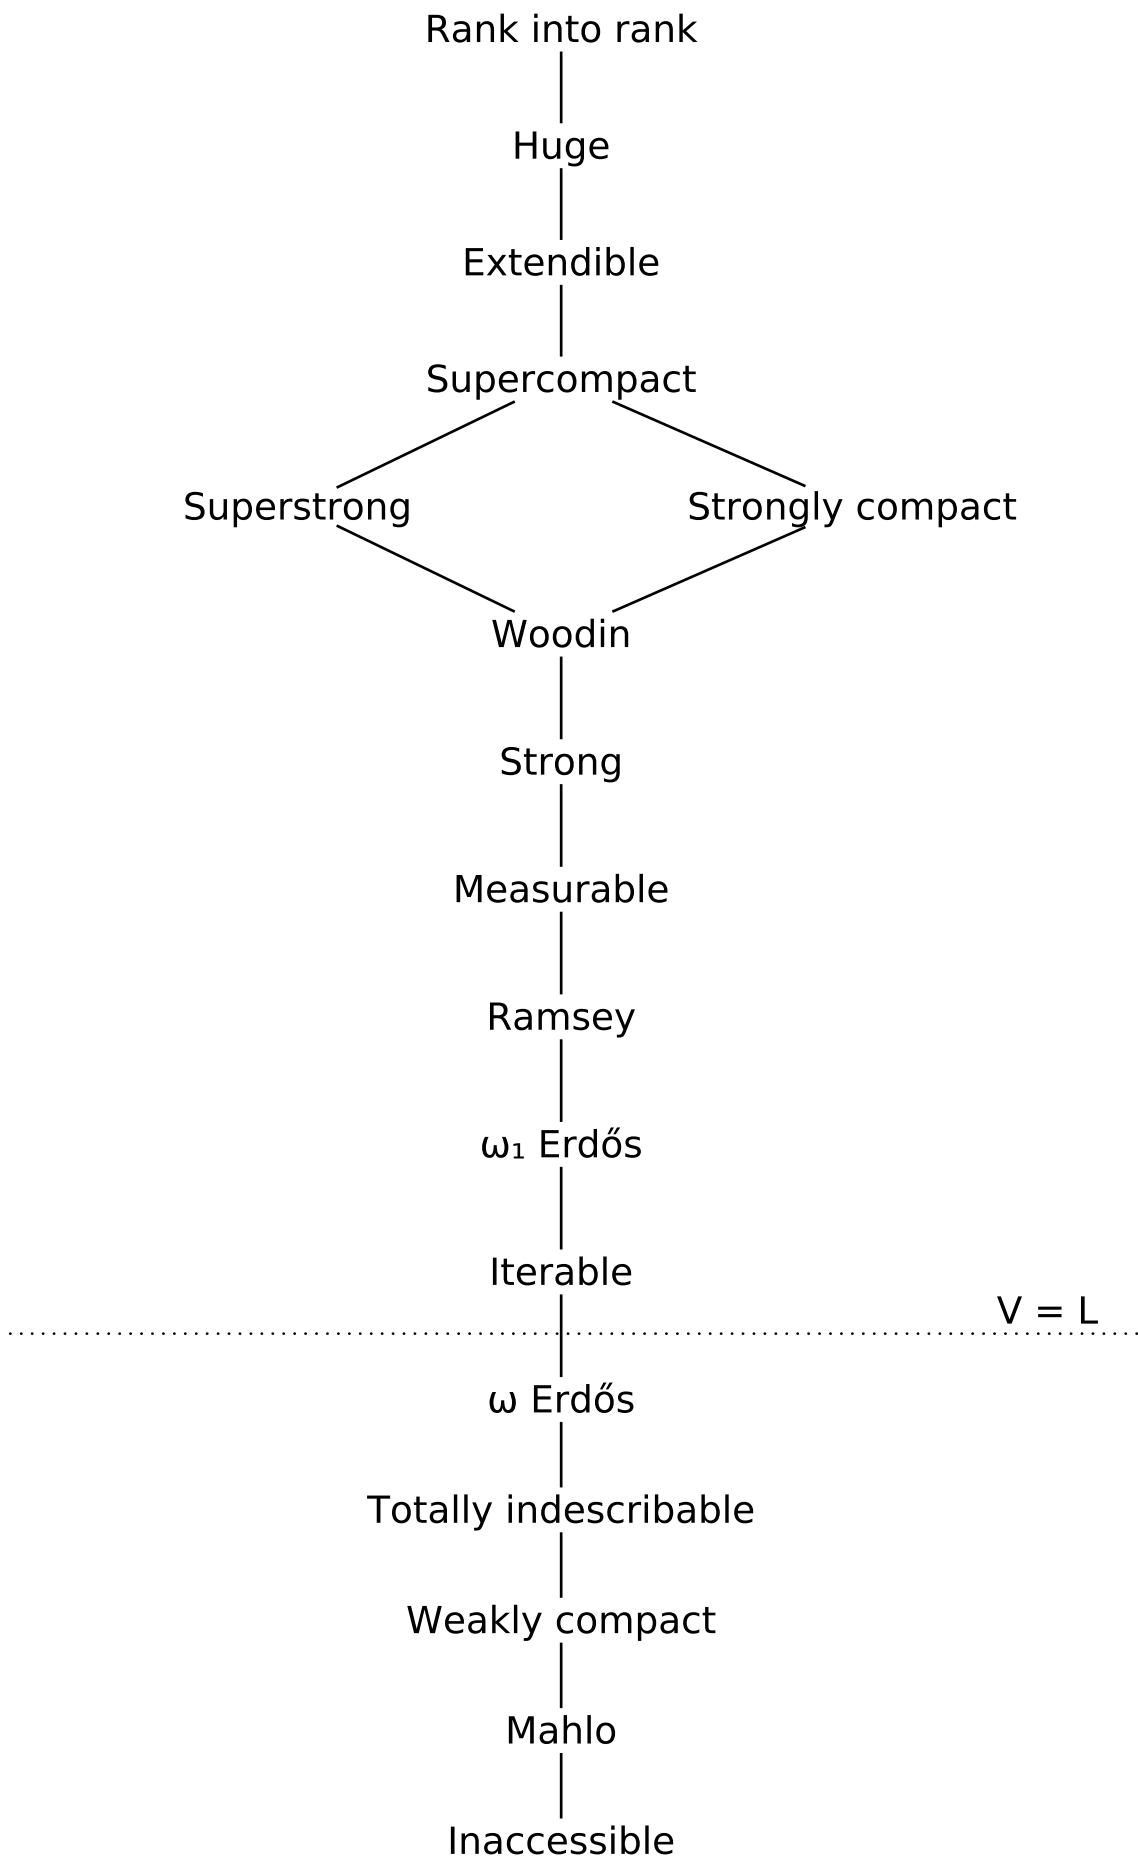 Rank into rank
Huge
Extendible
Supercompact
Superstrong
Strongly compact
Woodin
Strong
Measurable
Ramsey
ω₁ Erdős
Iterable
V = L
ω Erdős
Totally indescribable
Weakly compact
Mahlo
Inaccessible